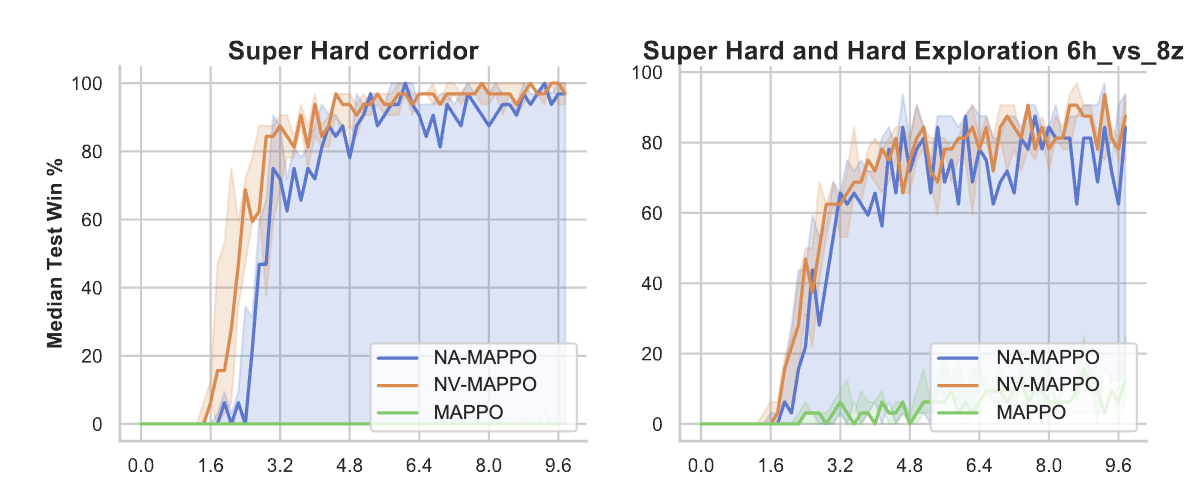 Super Hard corridor
Median Test Win %
100
80
60
40
20
0
NA-MAPPO
NV-MAPPO
MAPPO
0.0 1.6 3.2 4.8 6.4 8.0 9.6
Super Hard and Hard Exploration 6h_vs_8z
100
80
60
40
20
0
NA-MAPPO
NV-MAPPO
MAPPO
0.0 1.6 3.2 4.8 6.4 8.0 9.6